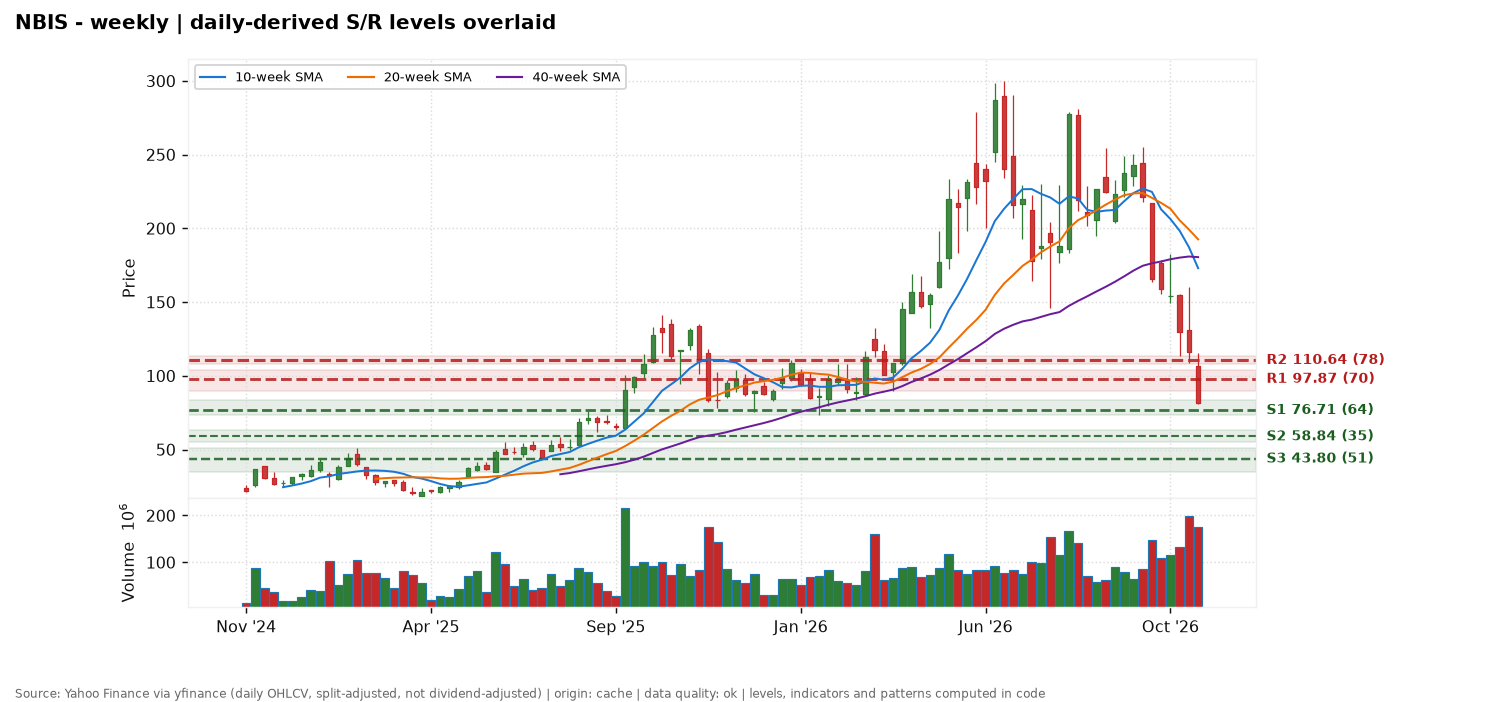 NBIS - weekly | daily-derived S/R levels overlaid
10-week SMA 20-week SMA 40-week SMA
Price
300
250
200
150
100
50
R2 110.64 (78)
R1 97.87 (70)
S1 76.71 (64)
S2 58.84 (35)
S3 43.80 (51)
Volume 10⁶
200
100
Nov '24 Apr '25 Sep '25 Jan '26 Jun '26 Oct '26
Source: Yahoo Finance via yfinance (daily OHLCV, split-adjusted, not dividend-adjusted) | origin: cache | data quality: ok | levels, indicators and patterns computed in code